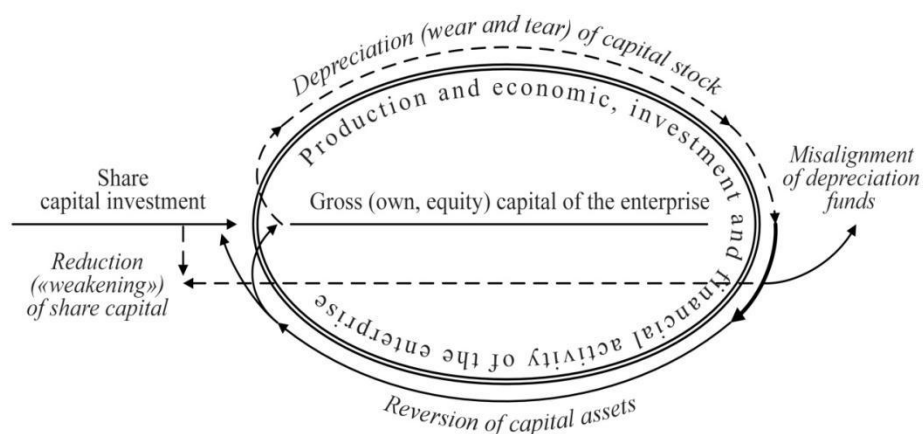 Depreciation (wear and tear) of capital stock
Production and economic, investment and financial activity of the enterprise
Share
capital investment
Gross (own, equity) capital of the enterprise
Misalignment
of depreciation
funds
Reduction
(«weakening»)
of share capital
Reversion of capital assets